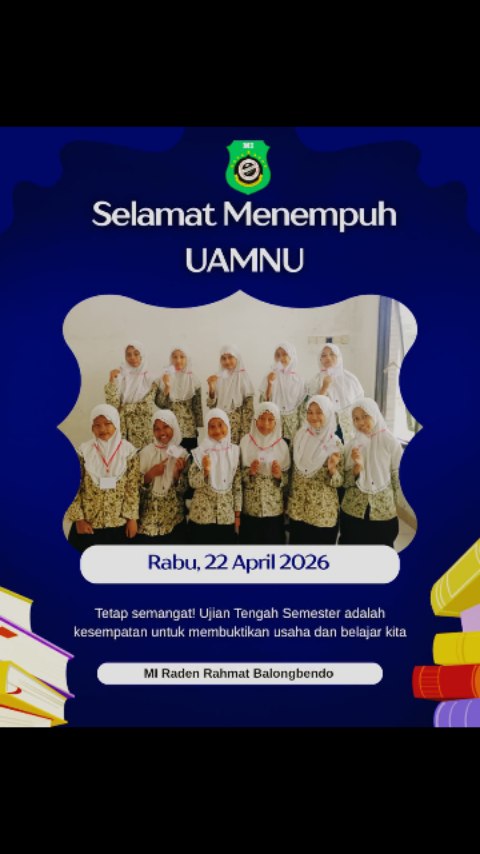 MI
Selamat Menempuh
UAMNU
Rabu, 22 April 2026
Tetap semangat! Ujian Tengah Semester adalah
kesempatan untuk membuktikan usaha dan belajar kita
MI Raden Rahmat Balongbendo